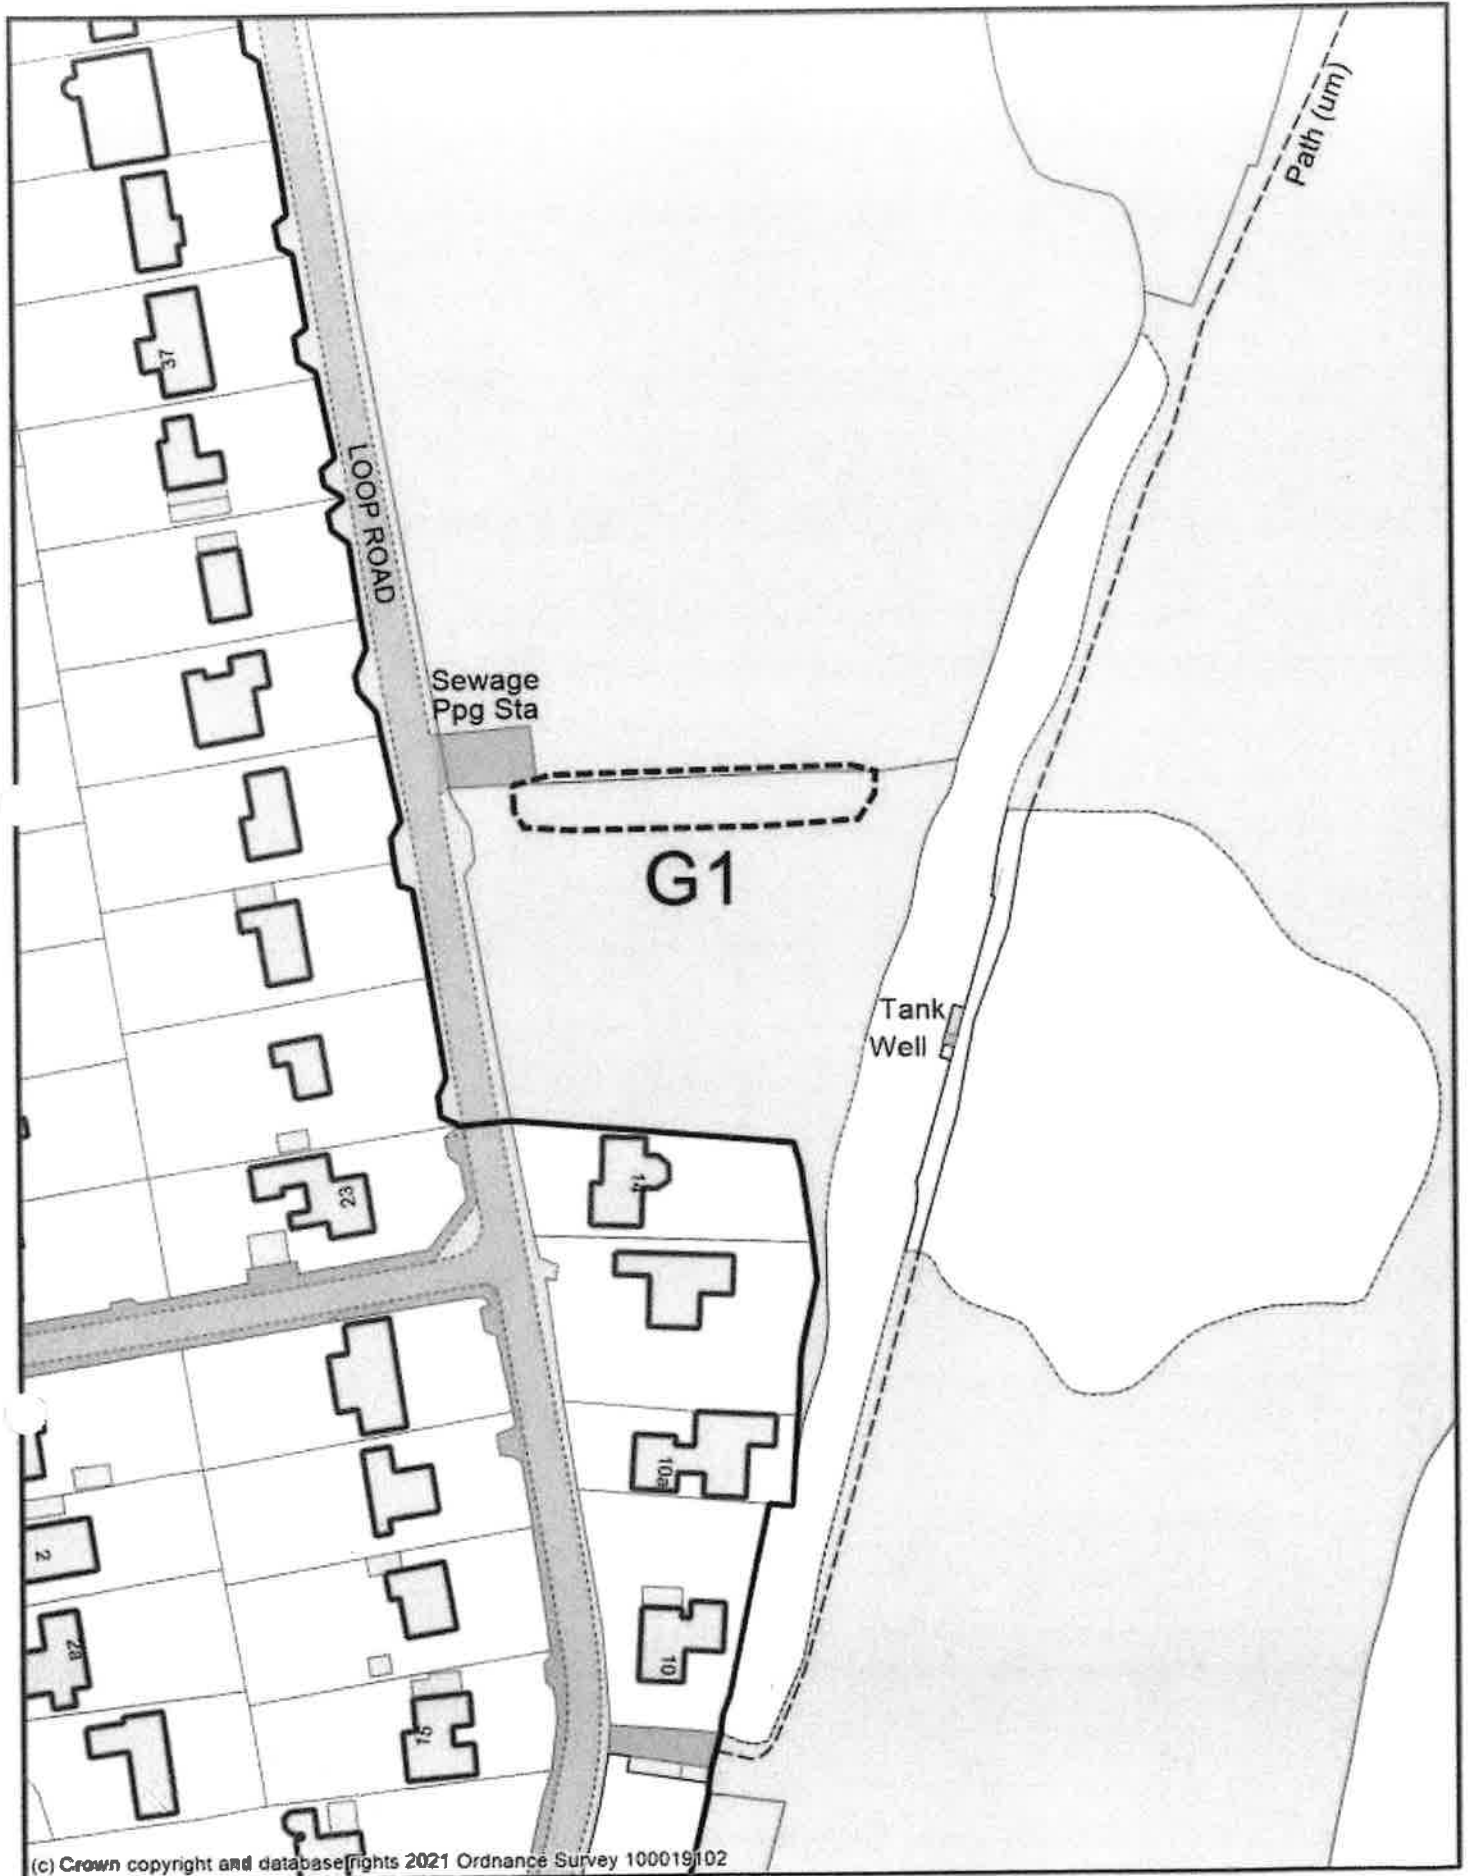 Path (um)
37
LOOP ROAD
Sewage
Ppg Sta
G1
Tank
Well
14
23
10a
2
2a
10
15
(c) Crown copyright and database rights 2021 Ordnance Survey 100019102